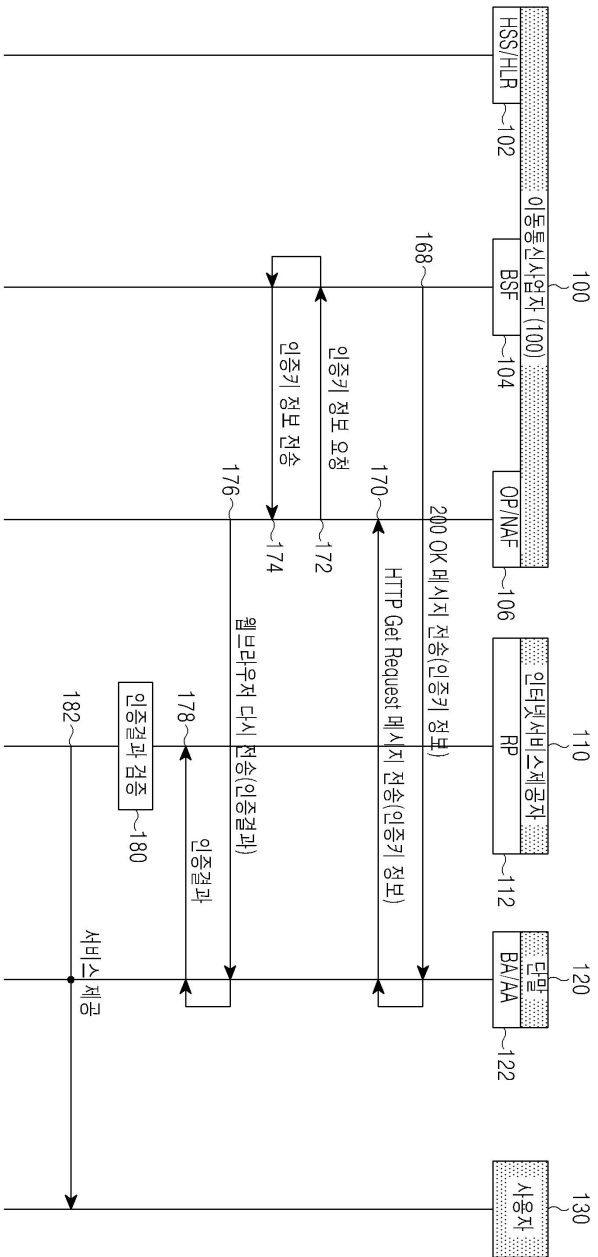 100
110
120
130
이동통신사업자 (100)
인터넷서비스제공자
단말
사용자
HSS/HLR
BSF
OP/NAF
RP
BA/AA
102
104
106
112
122
168
200 OK 메시지 전송(인증키 정보)
170
HTTP Get Request 메시지 전송(인증키 정보)
172
인증키 정보 요청
174
인증키 정보 전송
176
웹브라우저 다시 전송(인증결과)
178
인증결과
인증결과 검증
180
182
서비스 제공